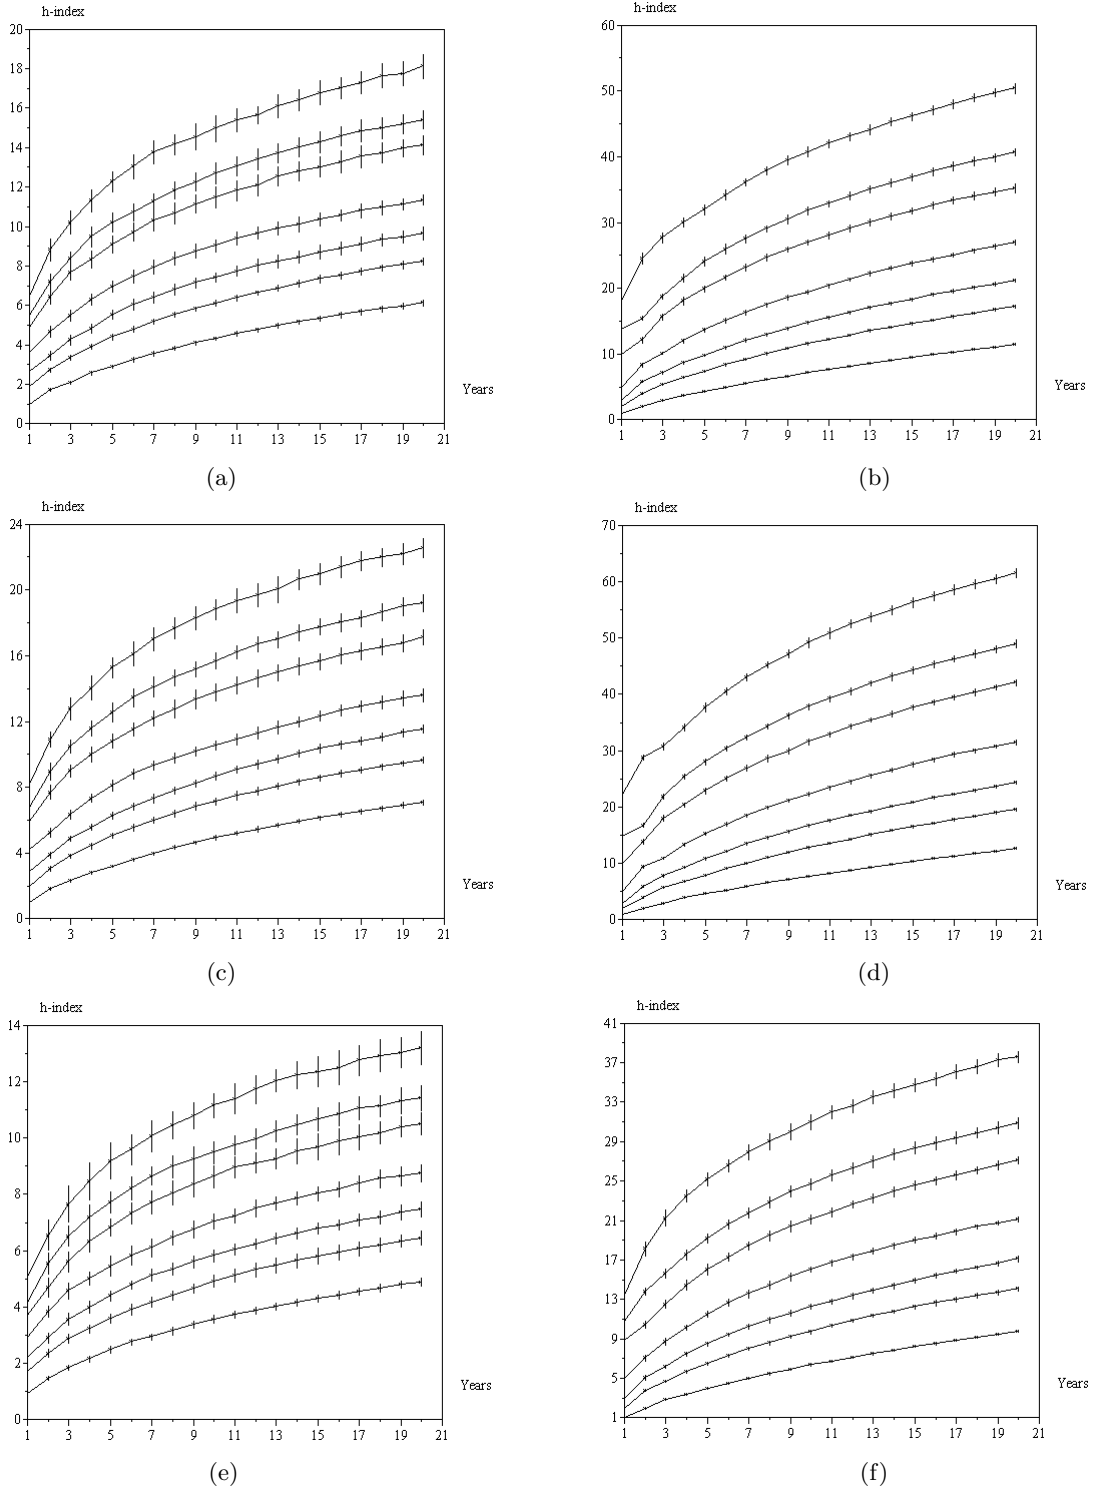 h-index
20
18
16
14
12
10
8
6
4
2
0
1 3 5 7 9 11 13 15 17 19 21
Years
(a)
h-index
60
50
40
30
20
10
0
1 3 5 7 9 11 13 15 17 19 21
Years
(b)
h-index
24
20
16
12
8
4
0
1 3 5 7 9 11 13 15 17 19 21
Years
(c)
h-index
70
60
50
40
30
20
10
0
1 3 5 7 9 11 13 15 17 19 21
Years
(d)
h-index
14
12
10
8
6
4
2
0
1 3 5 7 9 11 13 15 17 19 21
Years
(e)
h-index
41
37
33
29
25
21
17
13
9
5
1
1 3 5 7 9 11 13 15 17 19 21
Years
(f)